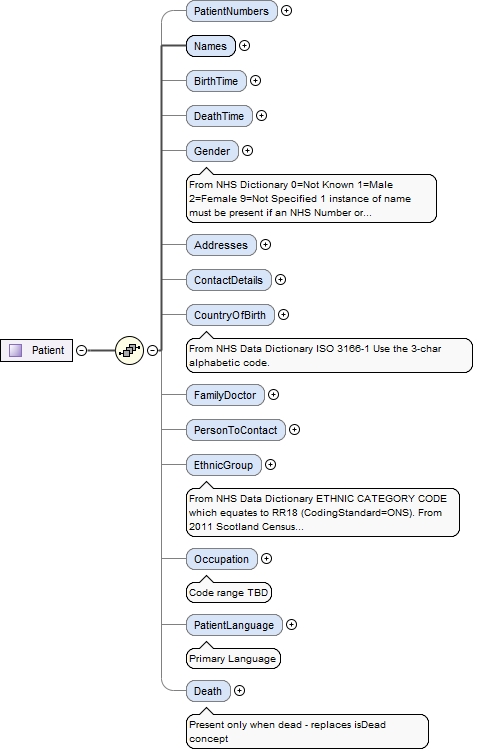 PatientNumbers
Names
BirthTime
DeathTime
Gender
From NHS Dictionary 0=Not Known 1=Male
2=Female 9=Not Specified 1 instance of name
must be present if an NHS Number or...
Addresses
ContactDetails
CountryOfBirth
From NHS Data Dictionary ISO 3166-1 Use the 3-char
alphabetic code.
Patient
FamilyDoctor
PersonToContact
EthnicGroup
From NHS Data Dictionary ETHNIC CATEGORY CODE
which equates to RR18 (CodingStandard=ONS). From
2011 Scotland Census...
Occupation
Code range TBD
PatientLanguage
Primary Language
Death
Present only when dead - replaces isDead
concept